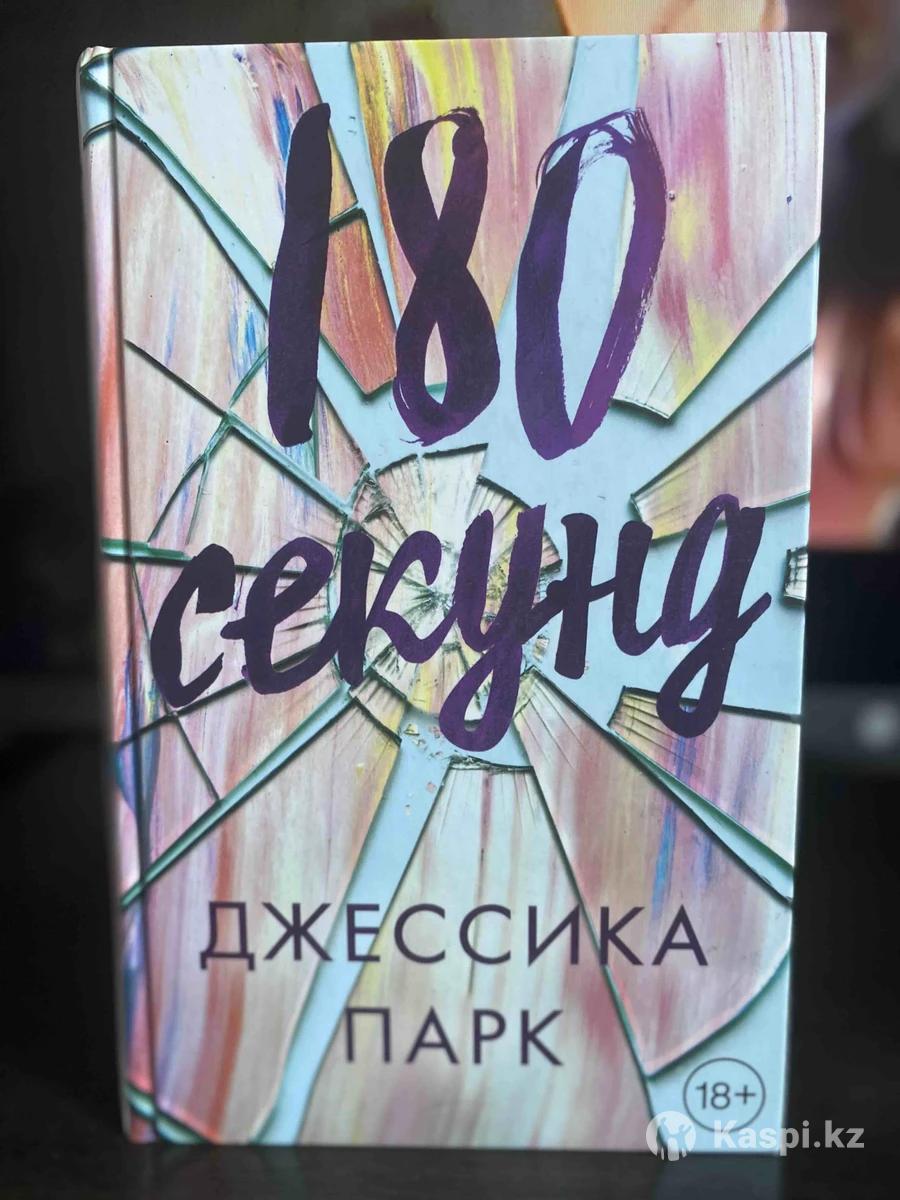 180
секунд
ДЖЕССИКА
ПАРК
18+
Kaspi.kz